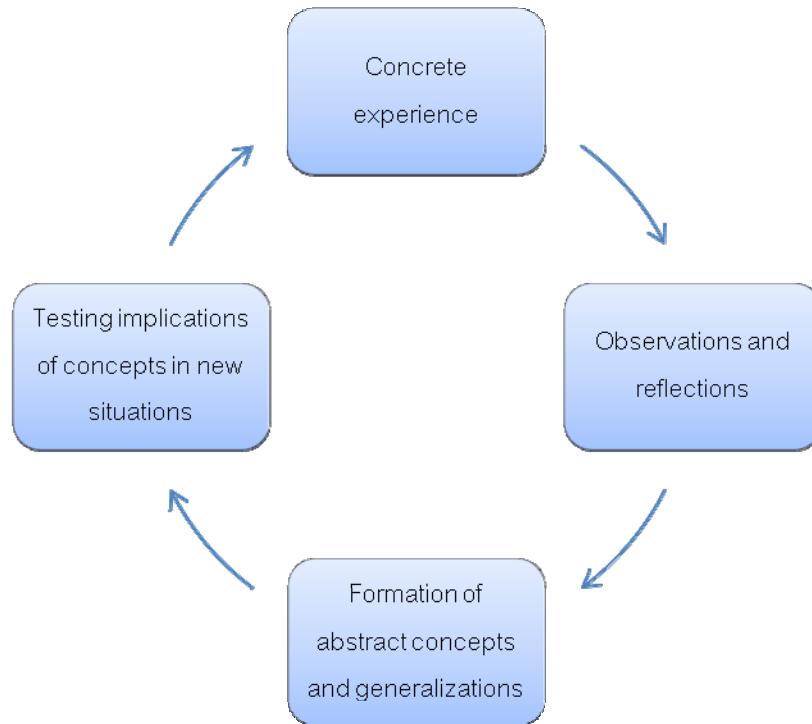 Concrete
experience
Observations and
reflections
Formation of
abstract concepts
and generalizations
Testing implications
of concepts in new
situations